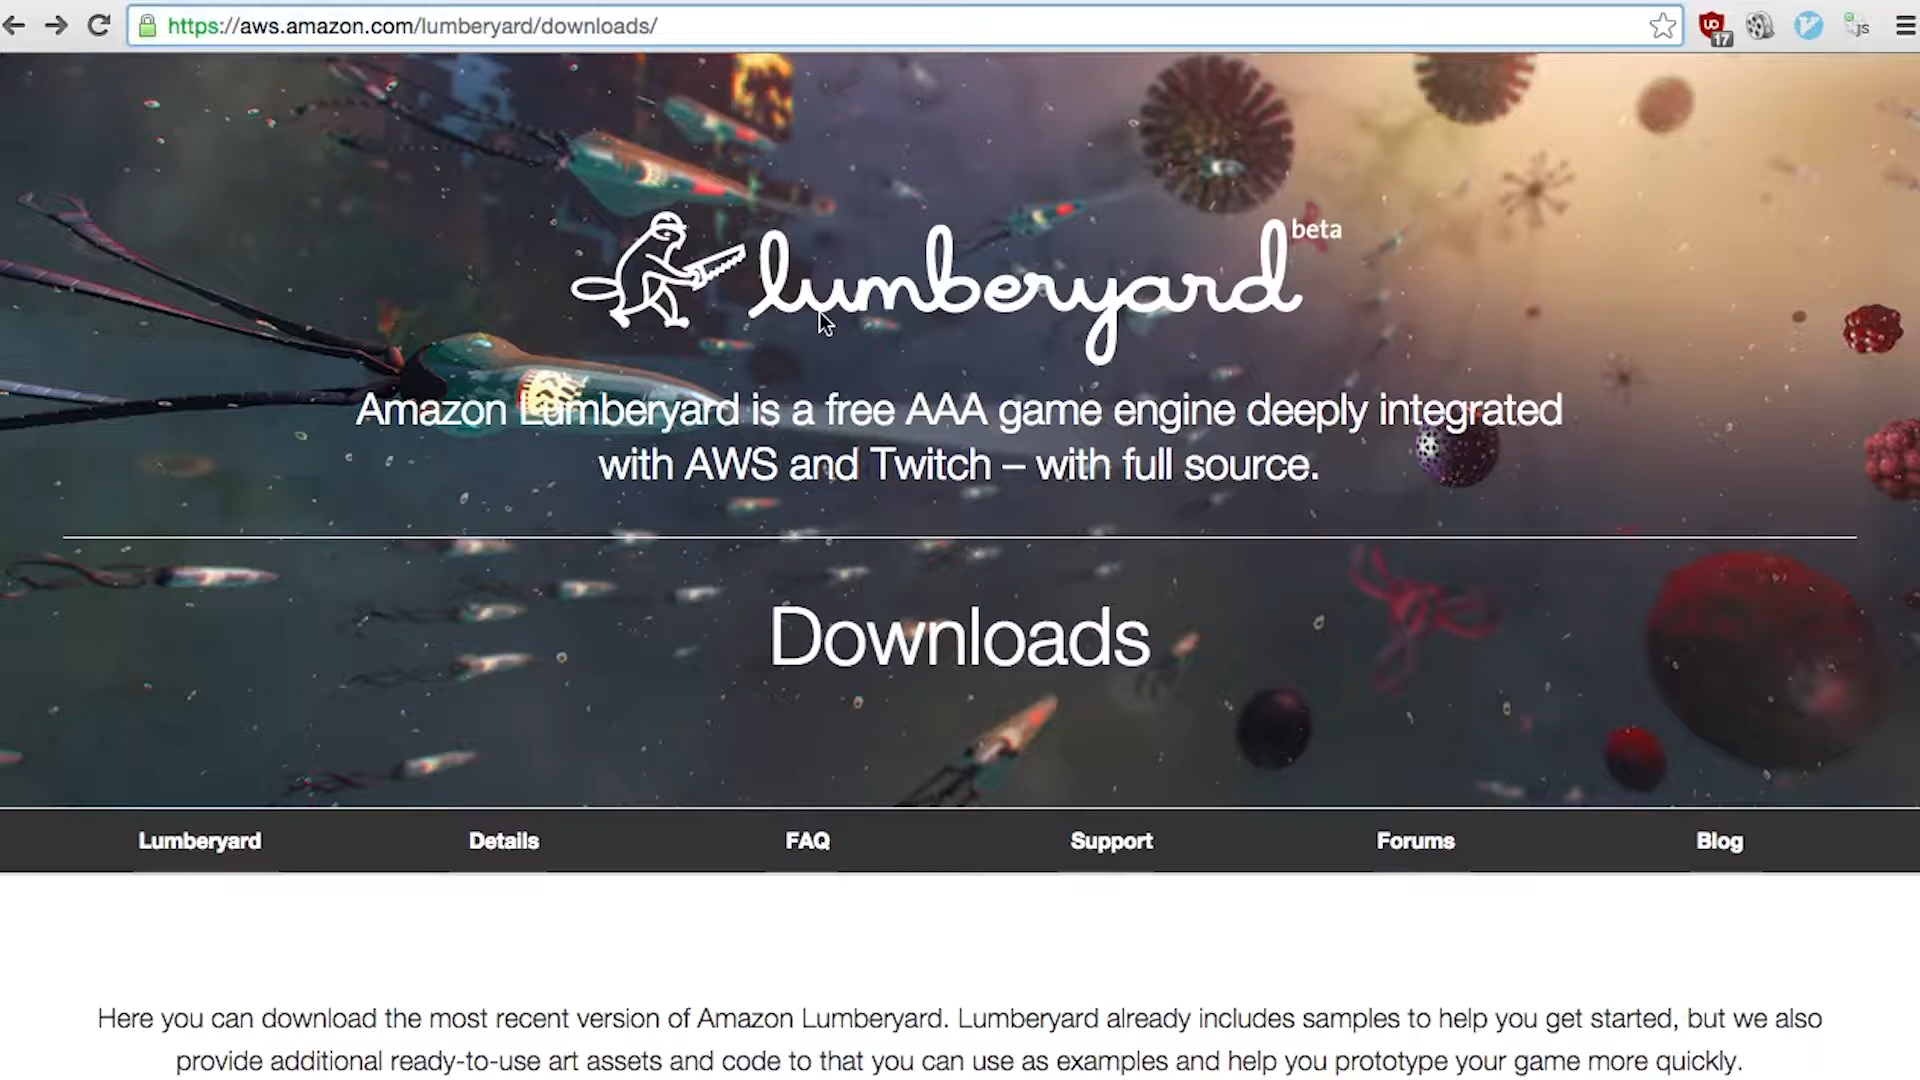 https://aws.amazon.com/lumberyard/downloads/
17
JS
lumberyard beta
Amazon Lumberyard is a free AAA game engine deeply integrated
with AWS and Twitch – with full source.
Downloads
Lumberyard Details FAQ Support Forums Blog
Here you can download the most recent version of Amazon Lumberyard. Lumberyard already includes samples to help you get started, but we also
provide additional ready-to-use art assets and code to that you can use as examples and help you prototype your game more quickly.